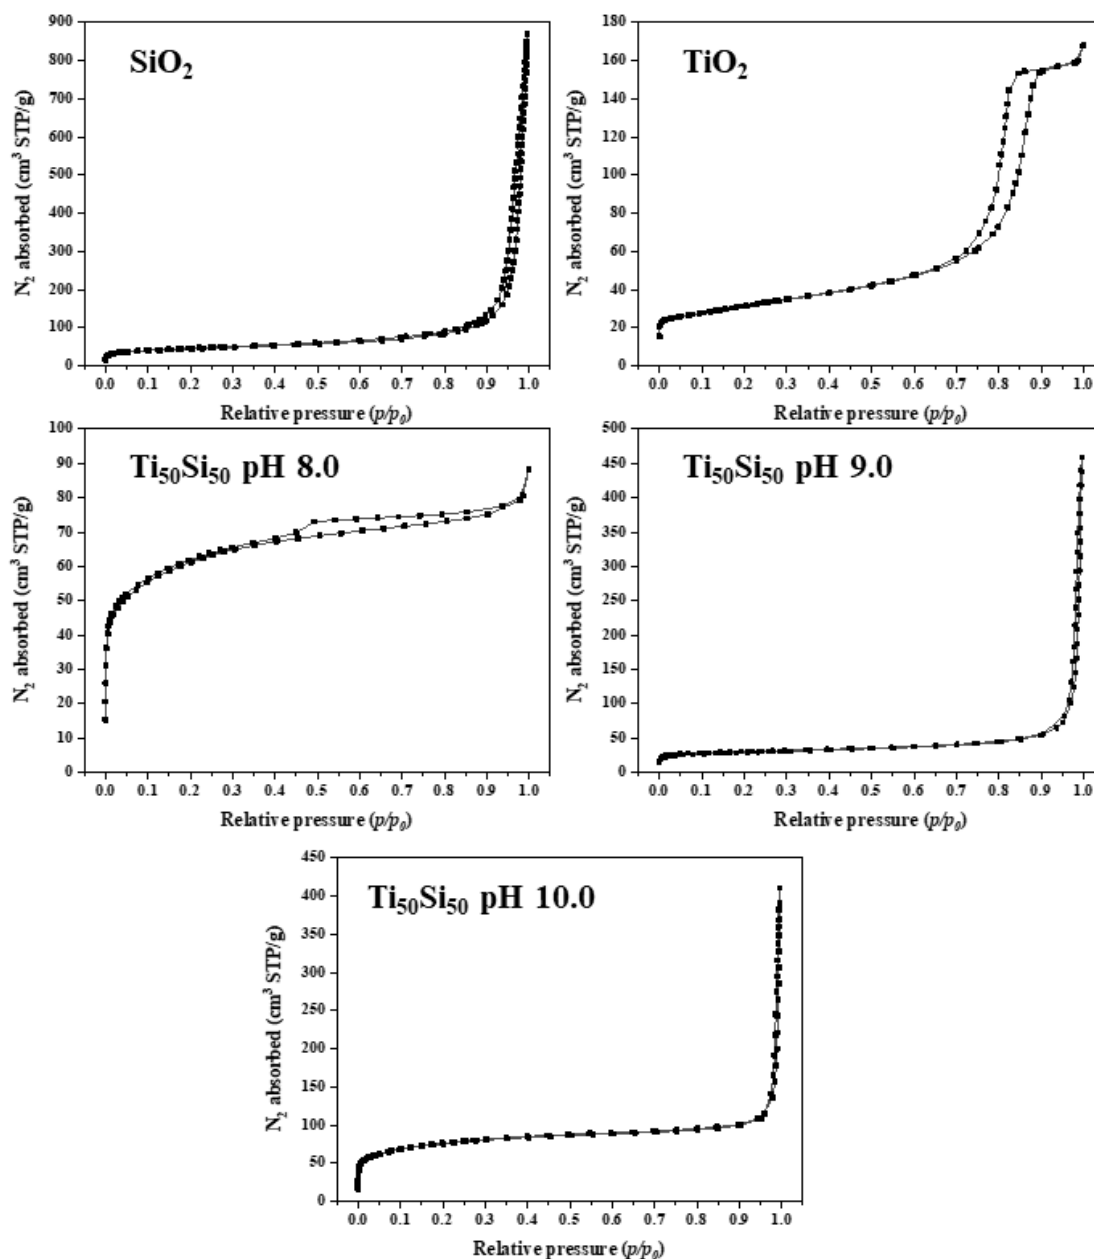 SiO₂
N₂ absorbed (cm³ STP/g)
900
800
700
600
500
400
300
200
100
0
0.0 0.1 0.2 0.3 0.4 0.5 0.6 0.7 0.8 0.9 1.0
Relative pressure (p/p₀)
TiO₂
N₂ absorbed (cm³ STP/g)
180
160
140
120
100
80
60
40
20
0
0.0 0.1 0.2 0.3 0.4 0.5 0.6 0.7 0.8 0.9 1.0
Relative pressure (p/p₀)
Ti₅₀Si₅₀ pH 8.0
N₂ absorbed (cm³ STP/g)
100
90
80
70
60
50
40
30
20
10
0
0.0 0.1 0.2 0.3 0.4 0.5 0.6 0.7 0.8 0.9 1.0
Relative pressure (p/p₀)
Ti₅₀Si₅₀ pH 9.0
N₂ absorbed (cm³ STP/g)
500
450
400
350
300
250
200
150
100
50
0
0.0 0.1 0.2 0.3 0.4 0.5 0.6 0.7 0.8 0.9 1.0
Relative pressure (p/p₀)
Ti₅₀Si₅₀ pH 10.0
N₂ absorbed (cm³ STP/g)
450
400
350
300
250
200
150
100
50
0
0.0 0.1 0.2 0.3 0.4 0.5 0.6 0.7 0.8 0.9 1.0
Relative pressure (p/p₀)